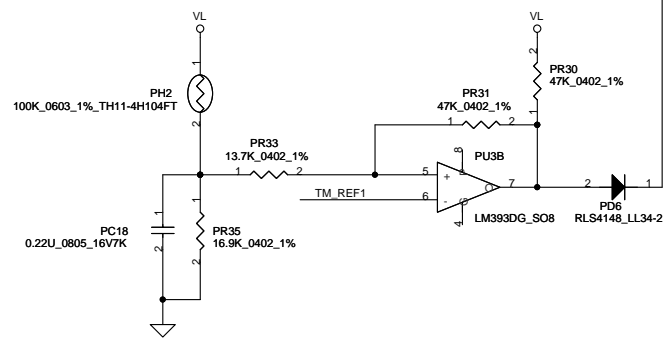 VL
VL
1
PH2
100K_0603_1%_TH11-4H104FT
2
2
PR30
47K_0402_1%
1
PR31
47K_0402_1%
1
2
PR33
13.7K_0402_1%
1
2
8
PU3B
5
+
P
O
7
TM_REF1
6
-
G
4
LM393DG_SO8
2
1
PD6
RLS4148_LL34-2
1
PC18
0.22U_0805_16V7K
2
1
PR35
16.9K_0402_1%
2